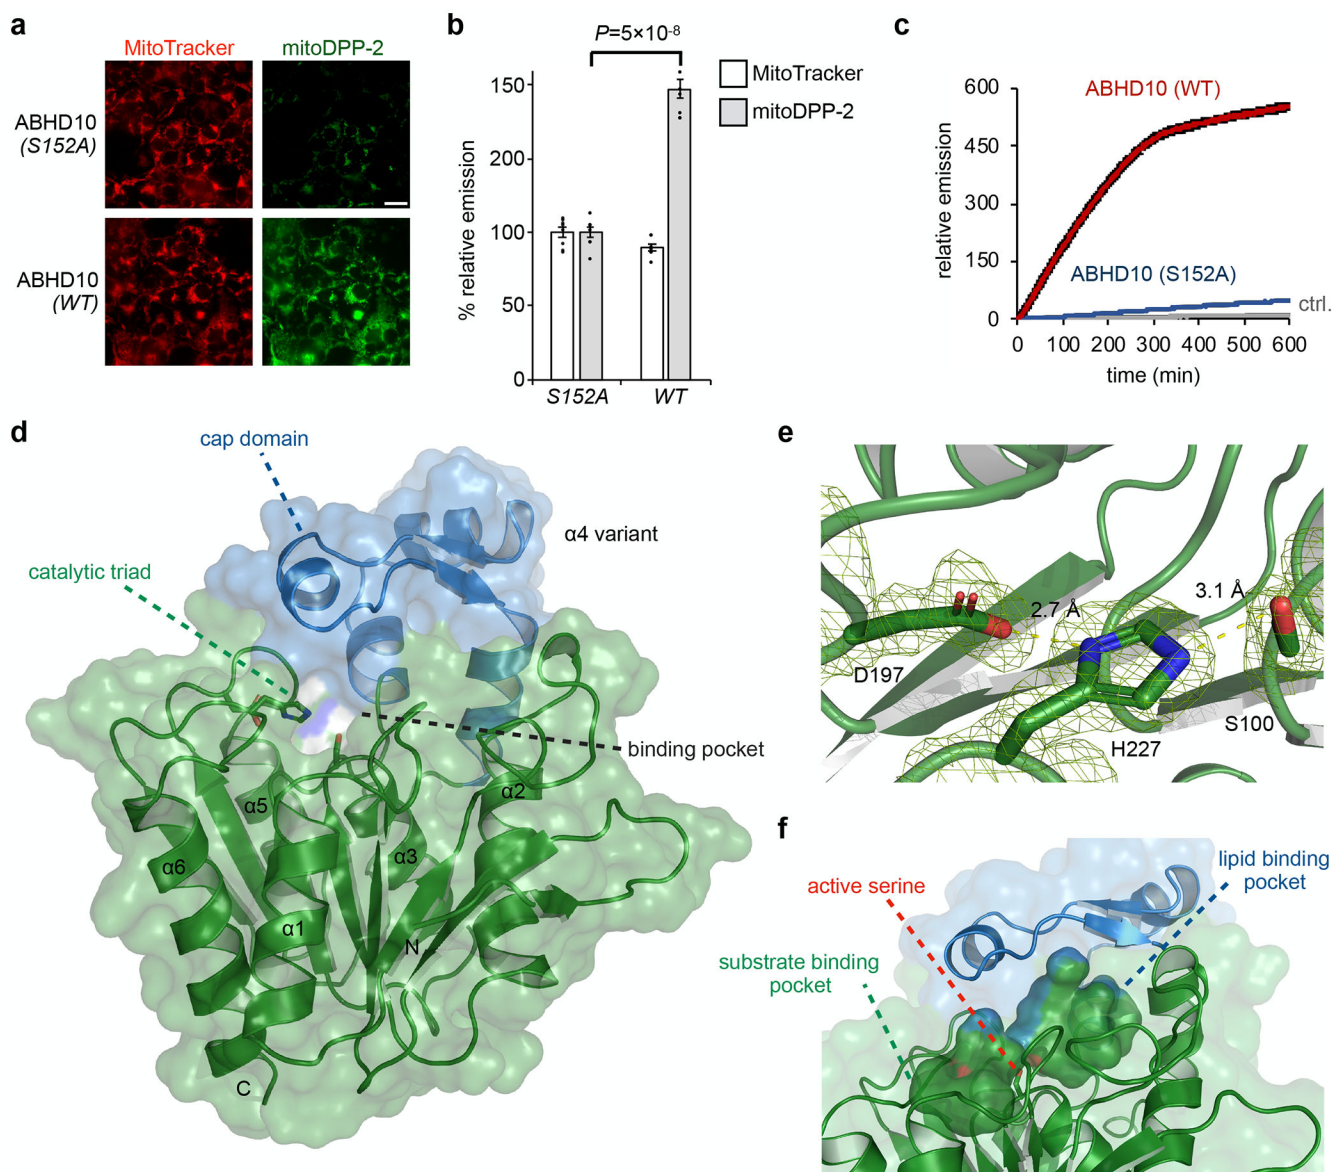 a
MitoTracker
mitoDPP-2
ABHD10
(S152A)
ABHD10
(WT)
b
P=5×10-8
MitoTracker
mitoDPP-2
% relative emission
150
200
100
50
0
S152A
WT
c
relative emission
600
450
300
150
0
ABHD10 (WT)
ABHD10 (S152A)
ctrl.
0 100 200 300 400 500 600
time (min)
d
cap domain
α4 variant
catalytic triad
binding pocket
α5
α2
α6
α3
α1
N
C
e
2.7 Å
3.1 Å
D197
S100
H227
f
lipid binding
pocket
active serine
substrate binding
pocket